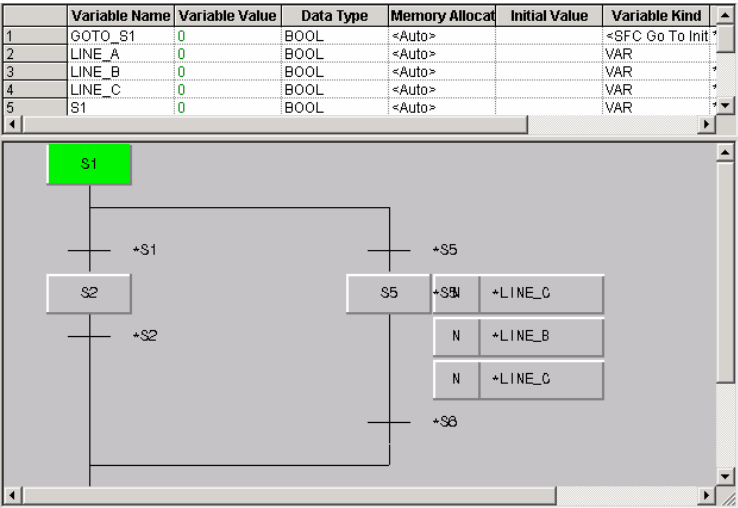 Variable Name Variable Value Data Type Memory Allocat Initial Value Variable Kind
1 GOTO_S1 0 BOOL <Auto> <SFC Go To Init *
2 LINE_A 0 BOOL <Auto> VAR
3 LINE_B 0 BOOL <Auto> VAR *
4 LINE_C 0 BOOL <Auto> VAR *
5 S1 0 BOOL <Auto> VAR *
S1
*S1 *S5
S2 S5 N *LINE_C
*S2 N *LINE_B
N *LINE_C
*S6